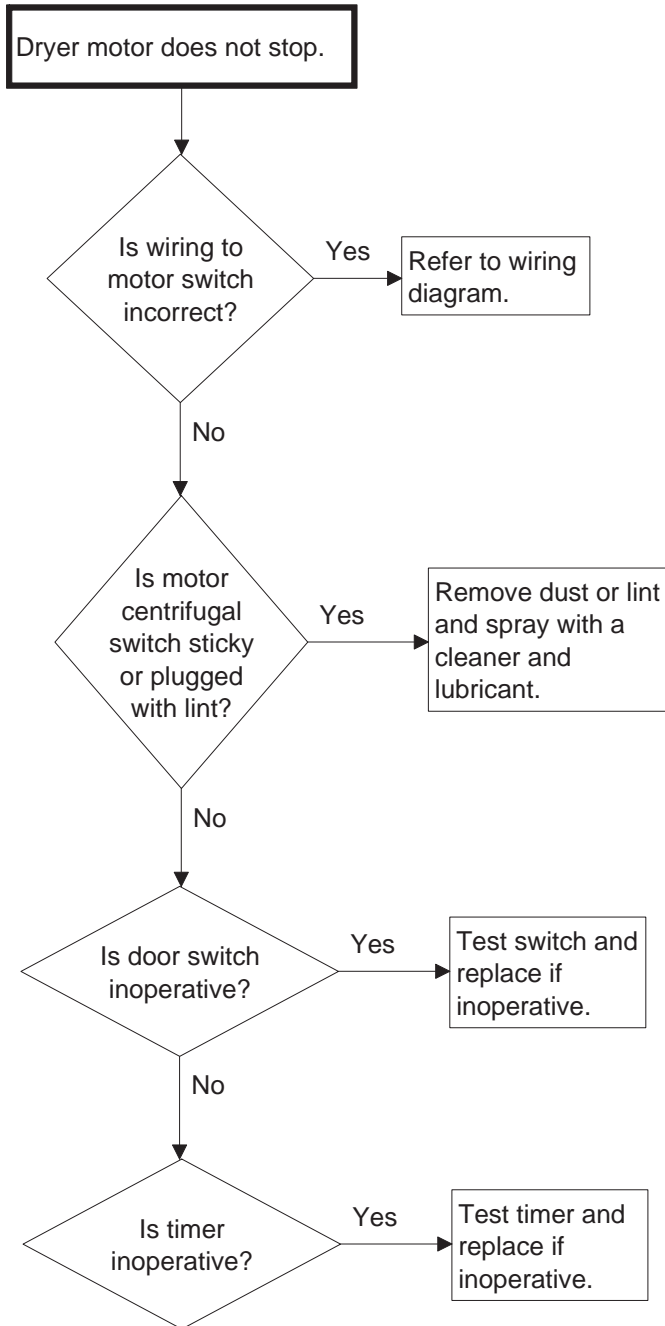 Dryer motor does not stop.
Is wiring to
motor switch
incorrect?
Yes
Refer to wiring
diagram.
No
Is motor
centrifugal
switch sticky
or plugged
with lint?
Yes
Remove dust or lint
and spray with a
cleaner and
lubricant.
No
Is door switch
inoperative?
Yes
Test switch and
replace if
inoperative.
No
Is timer
inoperative?
Yes
Test timer and
replace if
inoperative.